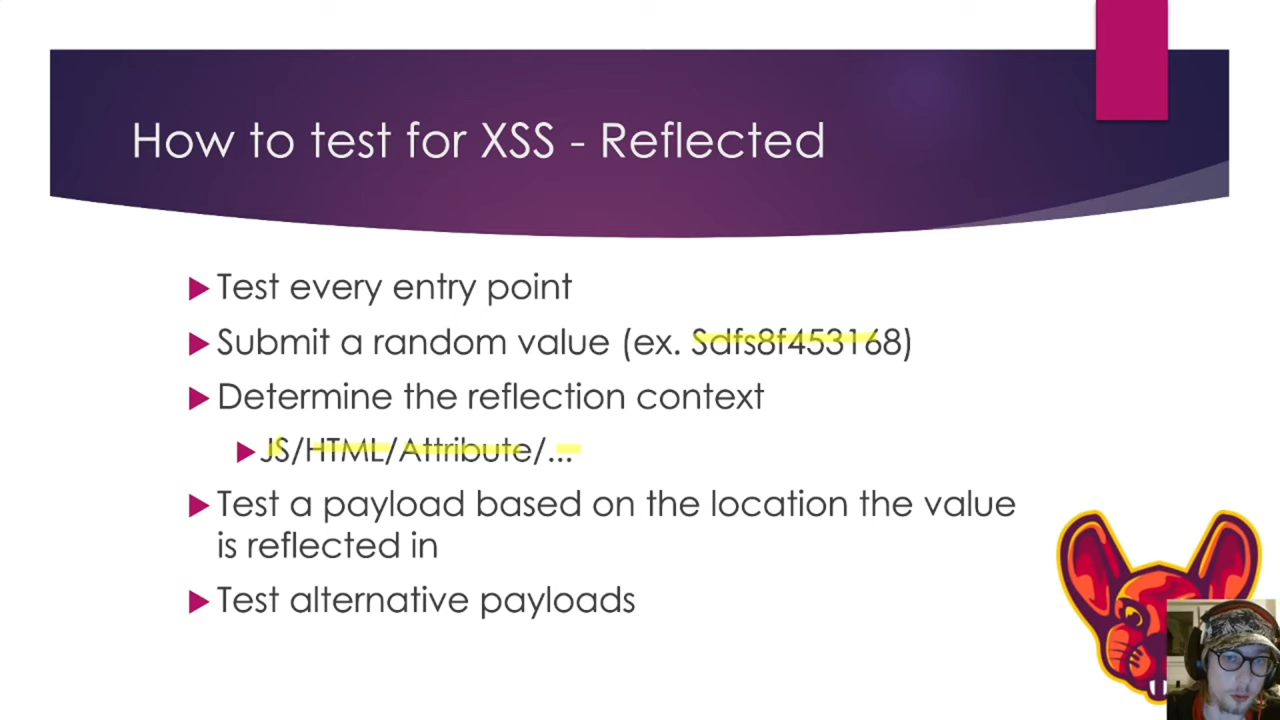 How to test for XSS - Reflected
Test every entry point
Submit a random value (ex. Sdfs8f453168)
Determine the reflection context
JS/HTML/Attribute/...
Test a payload based on the location the value
is reflected in
Test alternative payloads